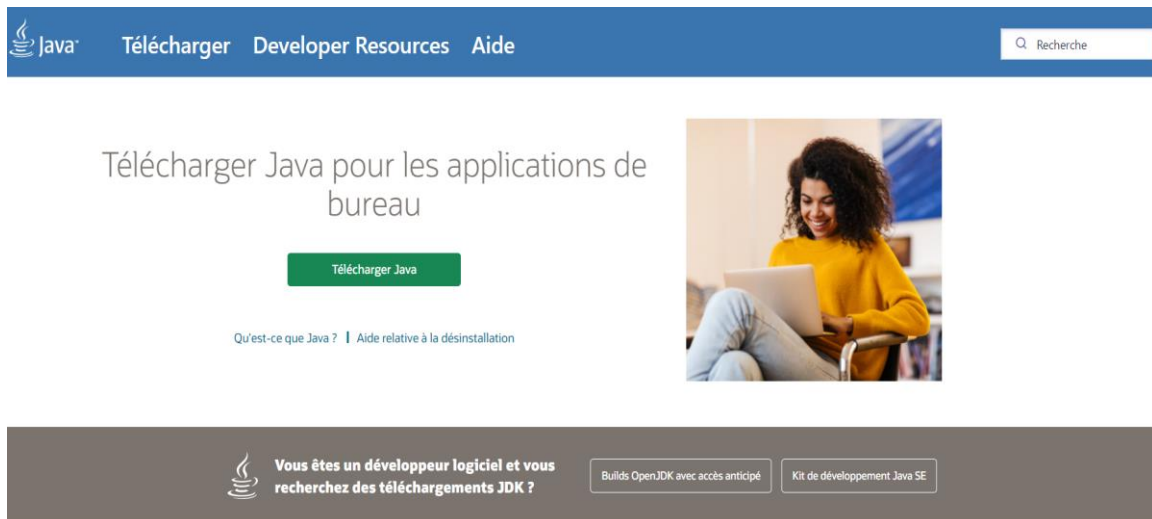 Java
Télécharger Developer Resources Aide
Recherche
Télécharger Java pour les applications de
bureau
Télécharger Java
Qu'est-ce que Java ? | Aide relative à la désinstallation
Vous êtes un développeur logiciel et vous
recherchez des téléchargements JDK ?
Builds OpenJDK avec accès anticipé
Kit de développement Java SE